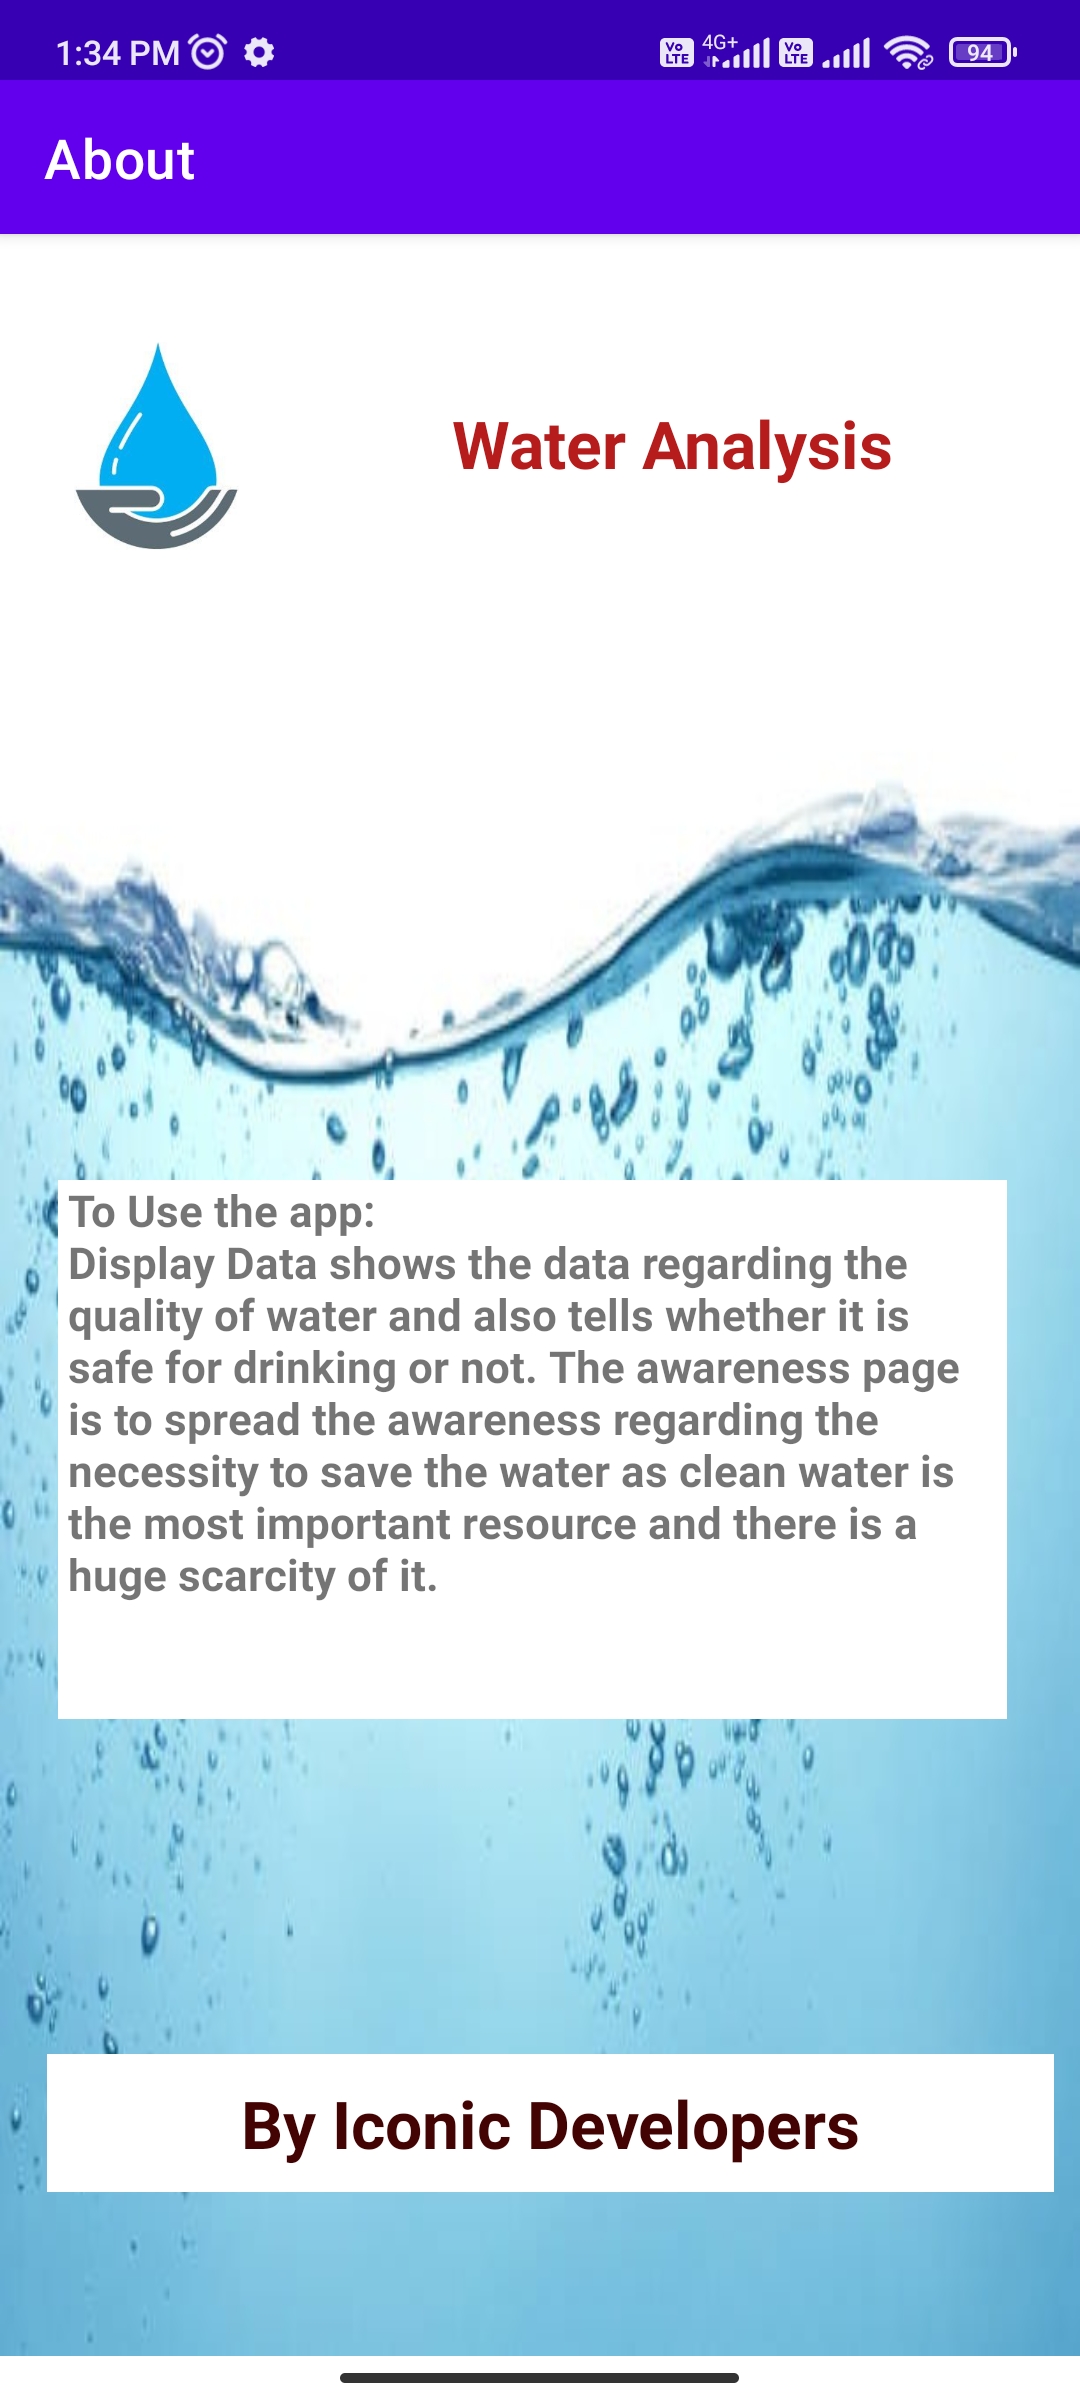 1:34 PM
Vo LTE 4G+ Vo LTE 94
About
Water Analysis
To Use the app:
Display Data shows the data regarding the
quality of water and also tells whether it is
safe for drinking or not. The awareness page
is to spread the awareness regarding the
necessity to save the water as clean water is
the most important resource and there is a
huge scarcity of it.
By Iconic Developers